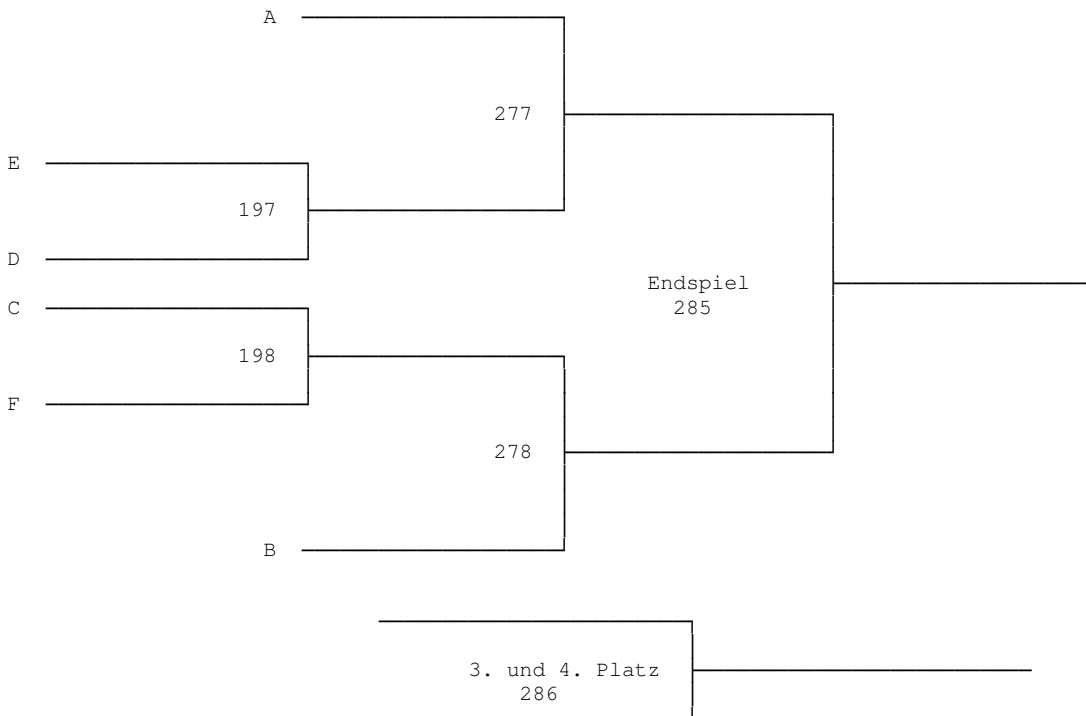 A
277
E
197
D
Endspiel
C
285
198
F
278
B
3. und 4. Platz
286